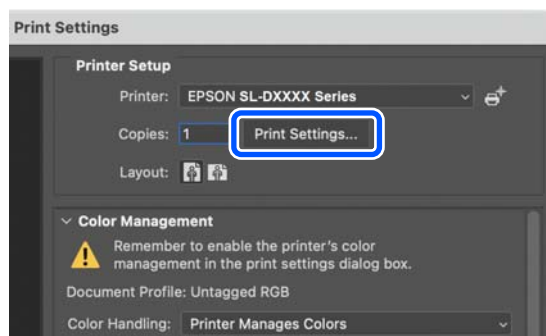 Print Settings
Printer Setup
Printer: EPSON SL-DXXXX Series
Copies: 1 Print Settings...
Layout:
Color Management
Remember to enable the printer's color
management in the print settings dialog box.
Document Profile: Untagged RGB
Color Handling: Printer Manages Colors